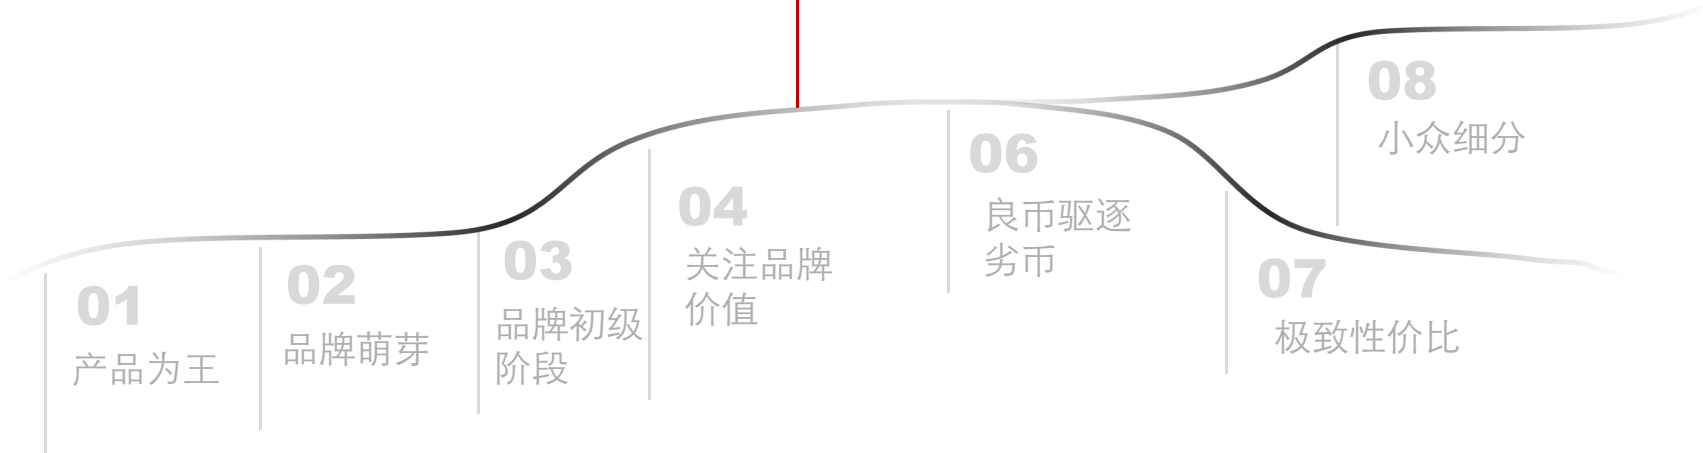 01
产品为王
02
品牌萌芽
03
品牌初级
阶段
04
关注品牌
价值
06
良币驱逐
劣币
07
极致性价比
08
小众细分